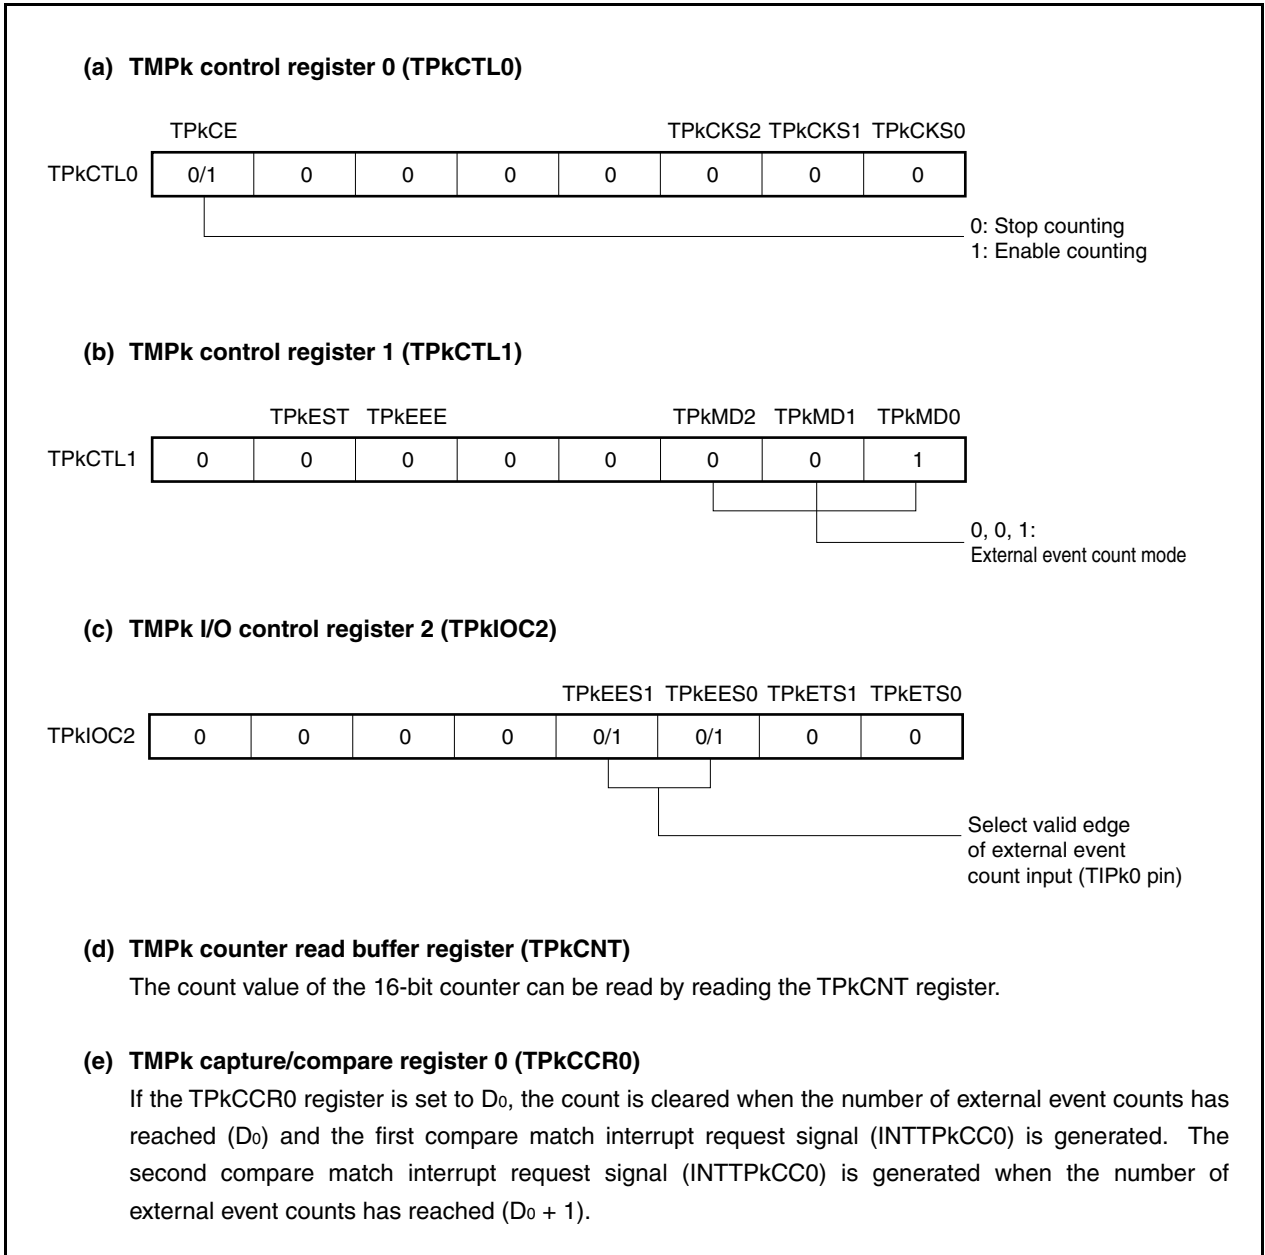 (a) TMPk control register 0 (TPkCTL0)
TPkCE TPkCKS2 TPkCKS1 TPkCKS0
TPkCTL0 0/1 0 0 0 0 0 0 0
0: Stop counting
1: Enable counting
(b) TMPk control register 1 (TPkCTL1)
TPkEST TPkEEE TPkMD2 TPkMD1 TPkMD0
TPkCTL1 0 0 0 0 0 0 0 1
0, 0, 1:
External event count mode
(c) TMPk I/O control register 2 (TPkIOC2)
TPkEES1 TPkEES0 TPkETS1 TPkETS0
TPkIOC2 0 0 0 0 0/1 0/1 0 0
Select valid edge
of external event
count input (TIPk0 pin)
(d) TMPk counter read buffer register (TPkCNT)
The count value of the 16-bit counter can be read by reading the TPkCNT register.
(e) TMPk capture/compare register 0 (TPkCCR0)
If the TPkCCR0 register is set to D0, the count is cleared when the number of external event counts has
reached (D0) and the first compare match interrupt request signal (INTTPkCC0) is generated. The
second compare match interrupt request signal (INTTPkCC0) is generated when the number of
external event counts has reached (D0 + 1).